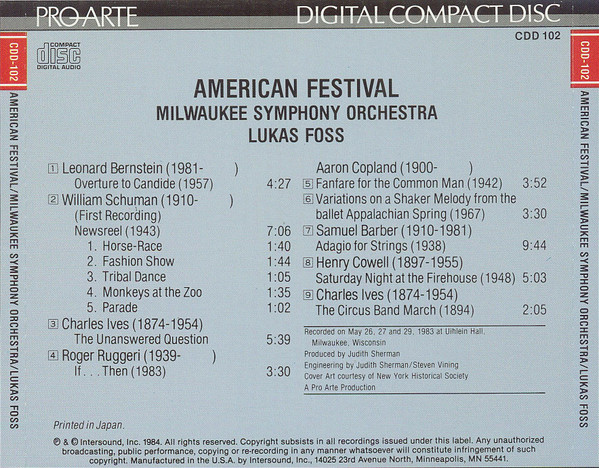 PRO ARTE
DIGITAL COMPACT DISC
COMPACT
disc
DIGITAL AUDIO
CDD 102
CDD-102
AMERICAN FESTIVAL/MILWAUKEE SYMPHONY ORCHESTRA/LUKAS FOSS
AMERICAN FESTIVAL
MILWAUKEE SYMPHONY ORCHESTRA
LUKAS FOSS
1 Leonard Bernstein (1981- )
Overture to Candide (1957) 4:27
2 William Schuman (1910- )
(First Recording)
Newsreel (1943) 7:06
1. Horse-Race 1:40
2. Fashion Show 1:44
3. Tribal Dance 1:05
4. Monkeys at the Zoo 1:35
5. Parade 1:02
3 Charles Ives (1874-1954)
The Unanswered Question 5:39
4 Roger Ruggeri (1939- )
If. . .Then (1983) 3:30
Aaron Copland (1900- )
5 Fanfare for the Common Man (1942) 3:52
6 Variations on a Shaker Melody from the
ballet Appalachian Spring (1967) 3:30
7 Samuel Barber (1910-1981)
Adagio for Strings (1938) 9:44
8 Henry Cowell (1897-1955)
Saturday Night at the Firehouse (1948) 5:03
9 Charles Ives (1874-1954)
The Circus Band March (1894) 2:05
Recorded on May 26, 27 and 29, 1983 at Uihlein Hall,
Milwaukee, Wisconsin
Produced by Judith Sherman
Engineering by Judith Sherman/Steven Vining
Cover Art courtesy of New York Historical Society
A Pro Arte Production
Printed in Japan.
℗ & © Intersound, Inc. 1984. All rights reserved. Copyright subsists in all recordings issued under this label. Any unauthorized
broadcasting, public performance, copying or re-recording in any manner whatsoever will constitute infringement of such
copyright. Manufactured in the U.S.A. by Intersound, Inc., 14025 23rd Avenue North, Minneapolis, MN 55441.
CDD-102
AMERICAN FESTIVAL/MILWAUKEE SYMPHONY ORCHESTRA/LUKAS FOSS